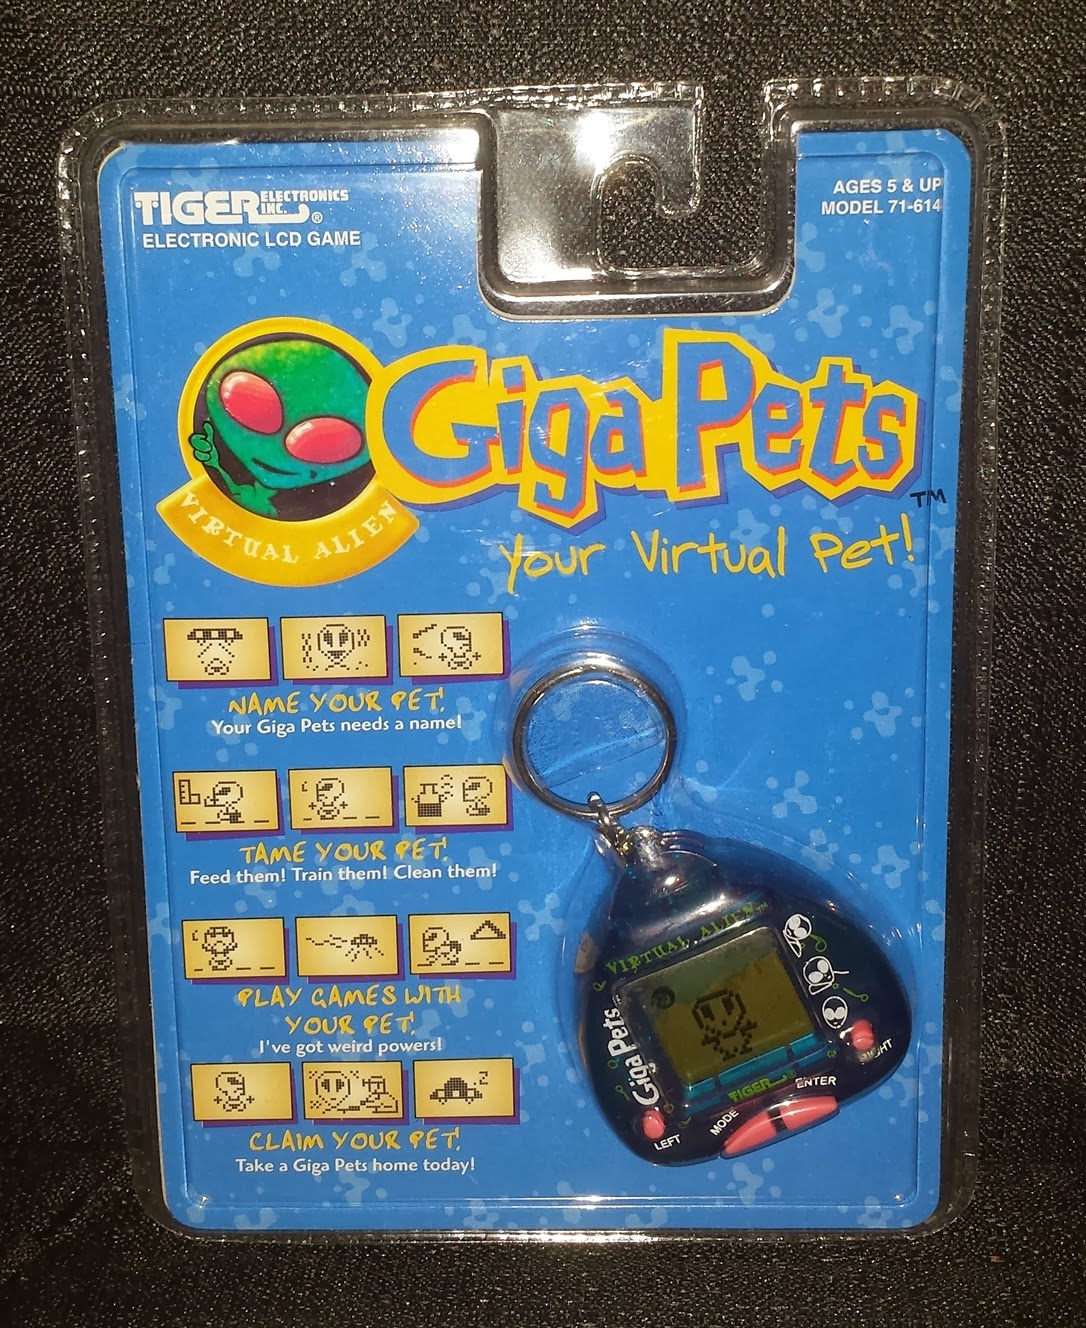 TIGER ELECTRONICS INC. ®
ELECTRONIC LCD GAME
AGES 5 & UP
MODEL 71-614
VIRTUAL ALIEN
Giga Pets TM
Your Virtual Pet!
NAME YOUR PET!
Your Giga Pets needs a name!
TAME YOUR PET!
Feed them! Train them! Clean them!
PLAY GAMES WITH
YOUR PET!
I've got weird powers!
CLAIM YOUR PET!
Take a Giga Pets home today!
VIRTUAL ALIEN TM
Giga Pets
TIGER ®
LEFT
MODE
ENTER
RIGHT